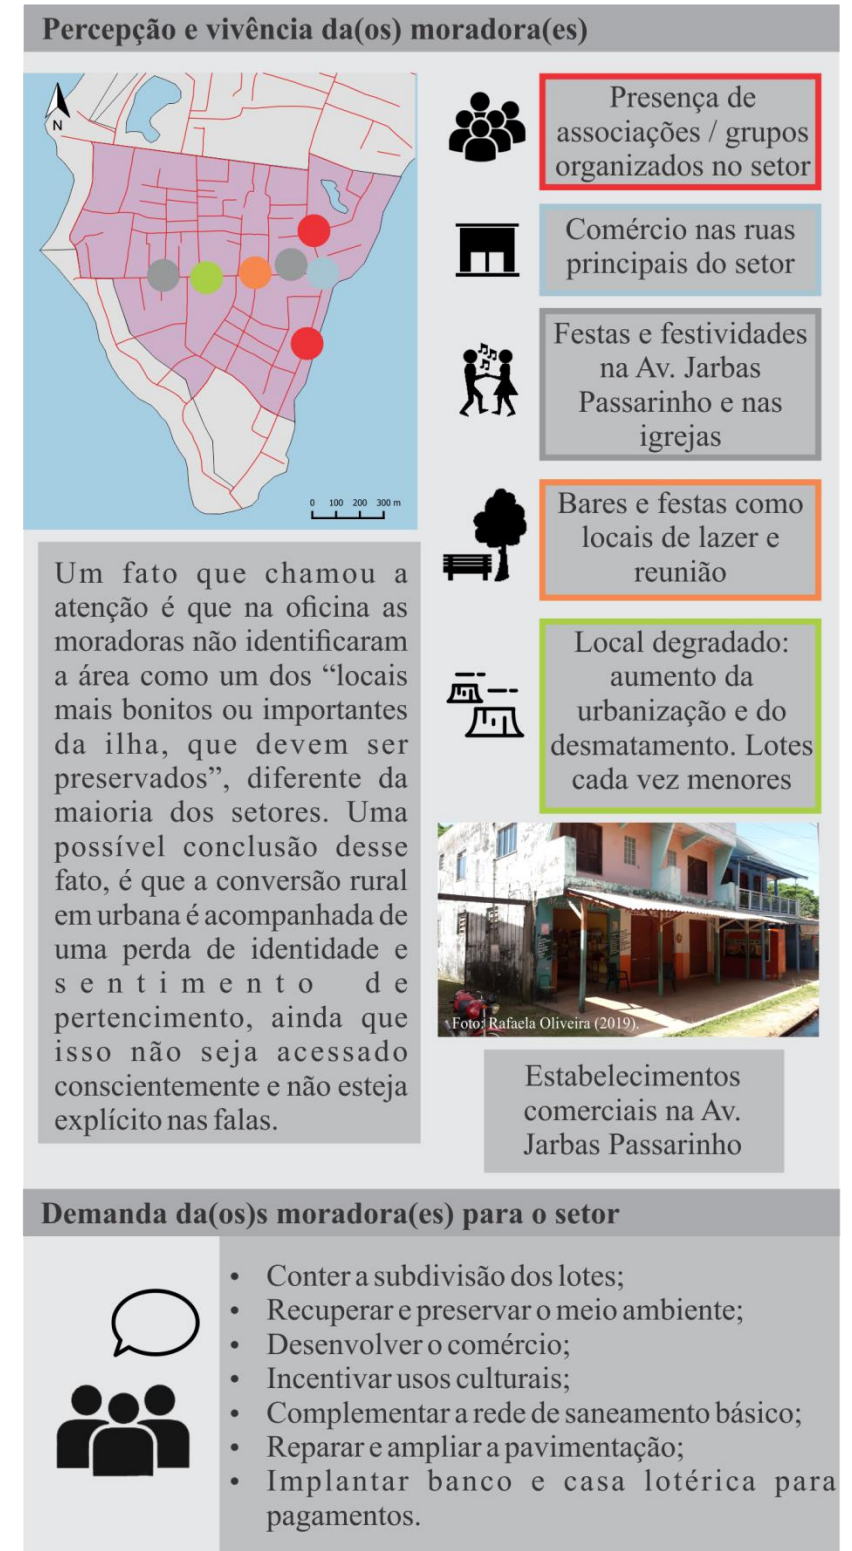 Percepção e vivência da(os) moradora(es)
N
0 100 200 300 m
Presença de
associações / grupos
organizados no setor
Comércio nas ruas
principais do setor
Festas e festividades
na Av. Jarbas
Passarinho e nas
igrejas
Bares e festas como
locais de lazer e
reunião
Local degradado:
aumento da
urbanização e do
desmatamento. Lotes
cada vez menores
Um fato que chamou a
atenção é que na oficina as
moradoras não identificaram
a área como um dos “locais
mais bonitos ou importantes
da ilha, que devem ser
preservados”, diferente da
maioria dos setores. Uma
possível conclusão desse
fato, é que a conversão rural
em urbana é acompanhada de
uma perda de identidade e
sentimento de
pertencimento, ainda que
isso não seja acessado
conscientemente e não esteja
explícito nas falas.
Foto: Rafaela Oliveira (2019).
Estabelecimentos
comerciais na Av.
Jarbas Passarinho
Demanda da(os)s moradora(es) para o setor
• Conter a subdivisão dos lotes;
• Recuperar e preservar o meio ambiente;
• Desenvolver o comércio;
• Incentivar usos culturais;
• Complementar a rede de saneamento básico;
• Reparar e ampliar a pavimentação;
• Implantar banco e casa lotérica para
pagamentos.